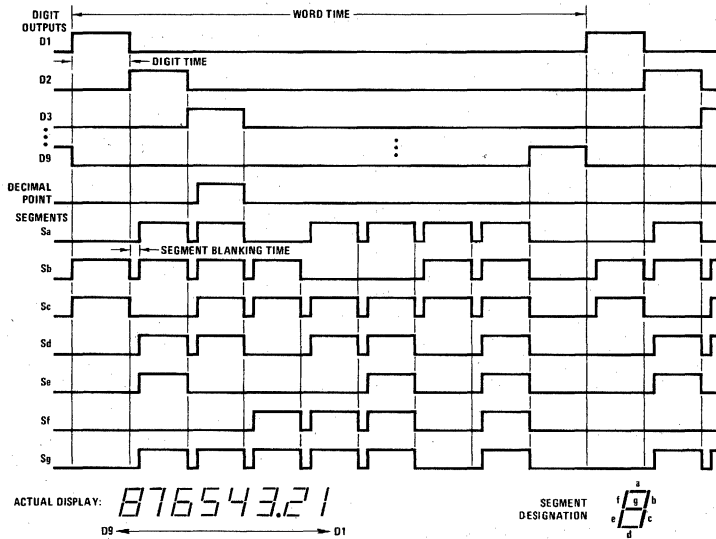 DIGIT OUTPUTS
WORD TIME
D1
DIGIT TIME
D2
D3
D9
DECIMAL POINT
SEGMENTS
Sa
SEGMENT BLANKING TIME
Sb
Sc
Sd
Se
Sf
Sg
ACTUAL DISPLAY: 876543.21
D9 D1
SEGMENT DESIGNATION
a
f g b
e c
d